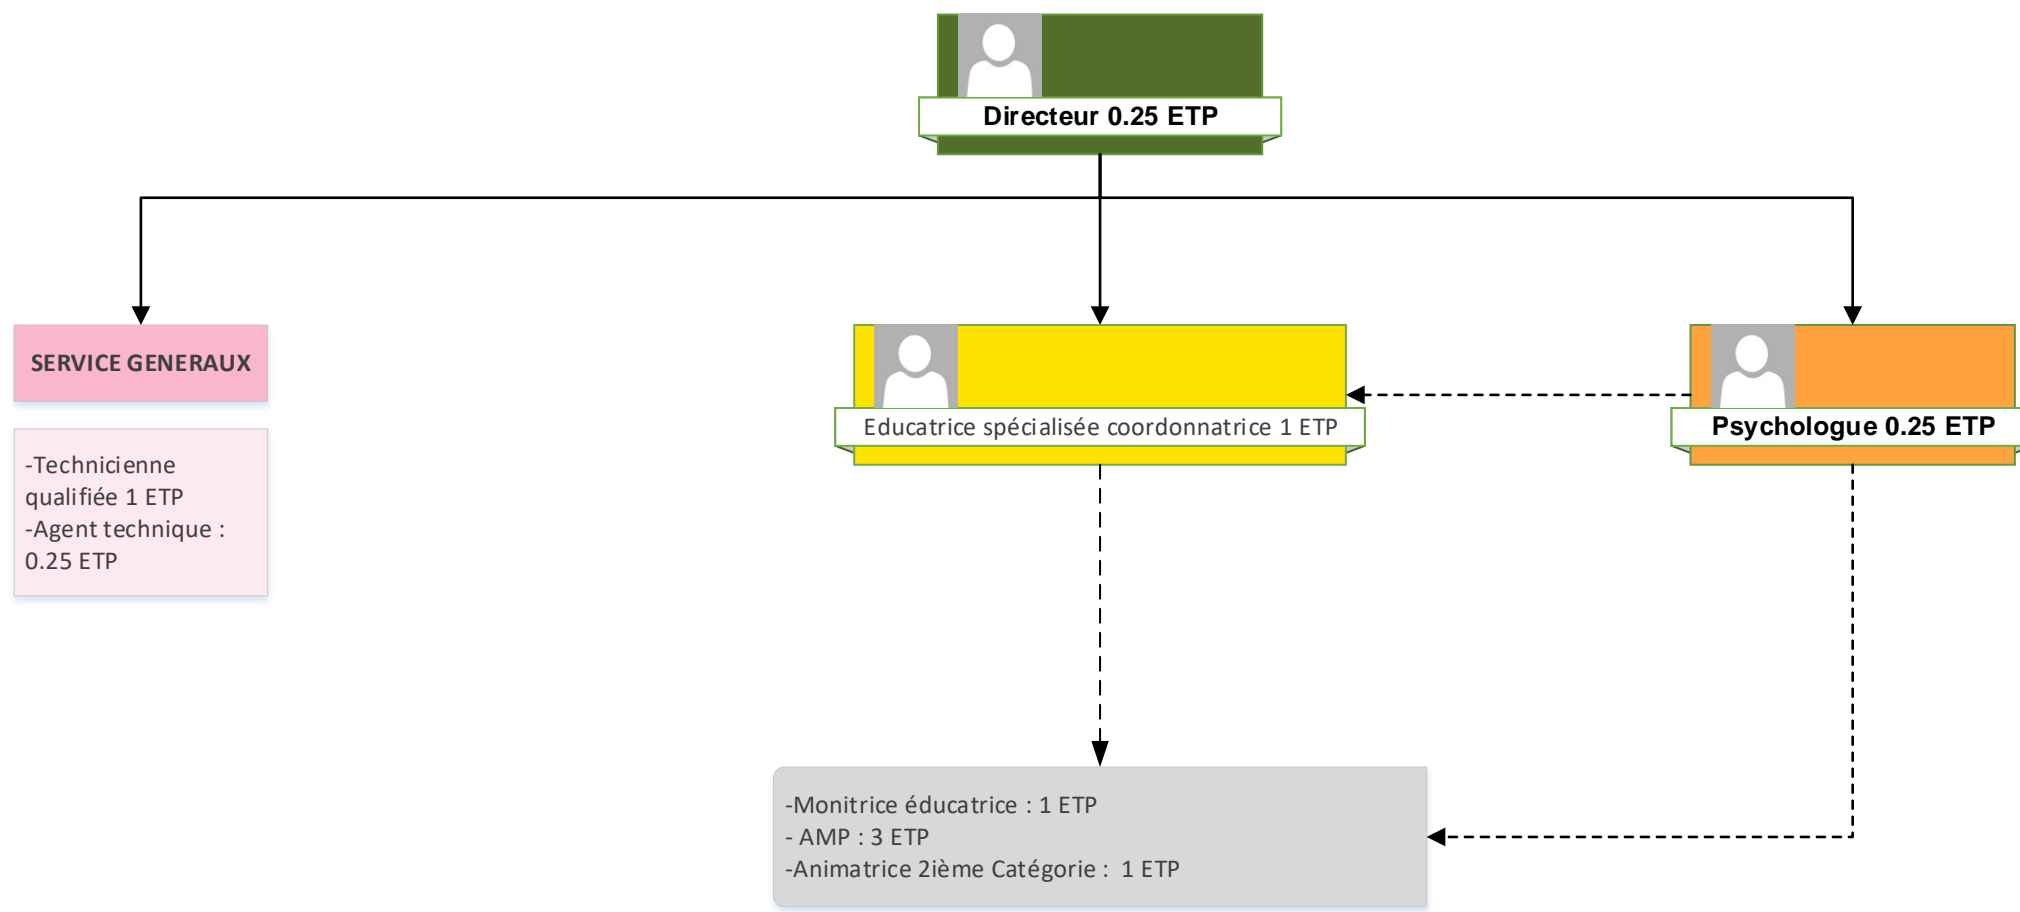 Directeur 0.25 ETP
SERVICE GENERAUX
-Technicienne
qualifiée 1 ETP
-Agent technique :
0.25 ETP
Educatrice spécialisée coordonnatrice 1 ETP
Psychologue 0.25 ETP
-Monitrice éducatrice : 1 ETP
- AMP : 3 ETP
-Animatrice 2ième Catégorie :  1 ETP